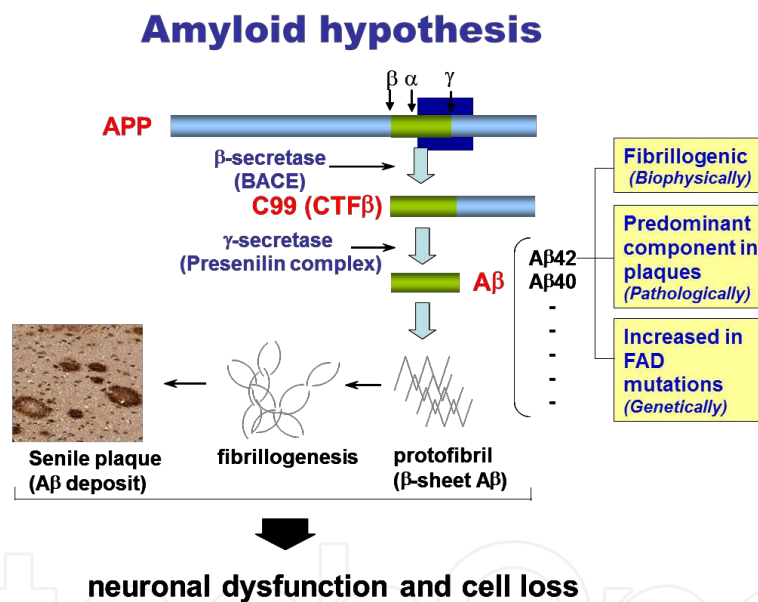 Amyloid hypothesis
β α γ
APP
β-secretase
(BACE)
C99 (CTFβ)
γ-secretase
(Presenilin complex)
Aβ
Aβ42
Aβ40
-
-
-
-
-
Fibrillogenic
(Biophysically)
Predominant
component in
plaques
(Pathologically)
Increased in
FAD
mutations
(Genetically)
Senile plaque
(Aβ deposit)
fibrillogenesis
protofibril
(β-sheet Aβ)
neuronal dysfunction and cell loss